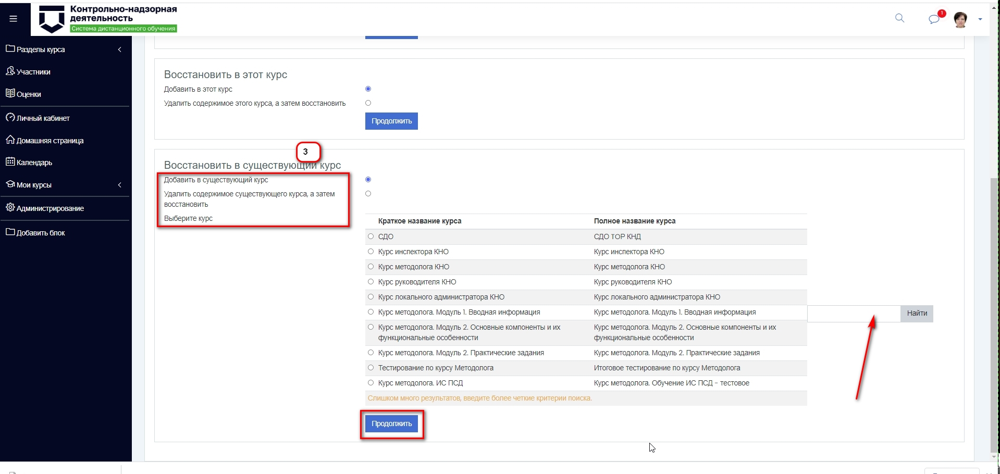 Контрольно-надзорная
деятельность
Система дистанционного обучения
1
Разделы курса
Участники
Оценки
Личный кабинет
Домашняя страница
Календарь
Мои курсы
Администрирование
Добавить блок
Восстановить в этот курс
Добавить в этот курс
Удалить содержимое этого курса, а затем восстановить
Продолжить
3
Восстановить в существующий курс
Добавить в существующий курс
Удалить содержимое существующего курса, а затем
восстановить
Выберите курс
Краткое название курса Полное название курса
СДО СДО ТОР КНД
Курс инспектора КНО Курс инспектора КНО
Курс методолога КНО Курс методолога КНО
Курс руководителя КНО Курс руководителя КНО
Курс локального администратора КНО Курс локального администратора КНО
Курс методолога. Модуль 1. Вводная информация Курс методолога. Модуль 1. Вводная информация
Найти
Курс методолога. Модуль 2. Основные компоненты и их Курс методолога. Модуль 2. Основные компоненты и их
функциональные особенности функциональные особенности
Курс методолога. Модуль 2. Практические задания Курс методолога. Модуль 2. Практические задания
Тестирование по курсу Методолога Итоговое тестирование по курсу Методолога
Курс методолога. ИС ПСД Курс методолога. Обучение ИС ПСД - тестовое
Слишком много результатов, введите более четкие критерии поиска.
Продолжить